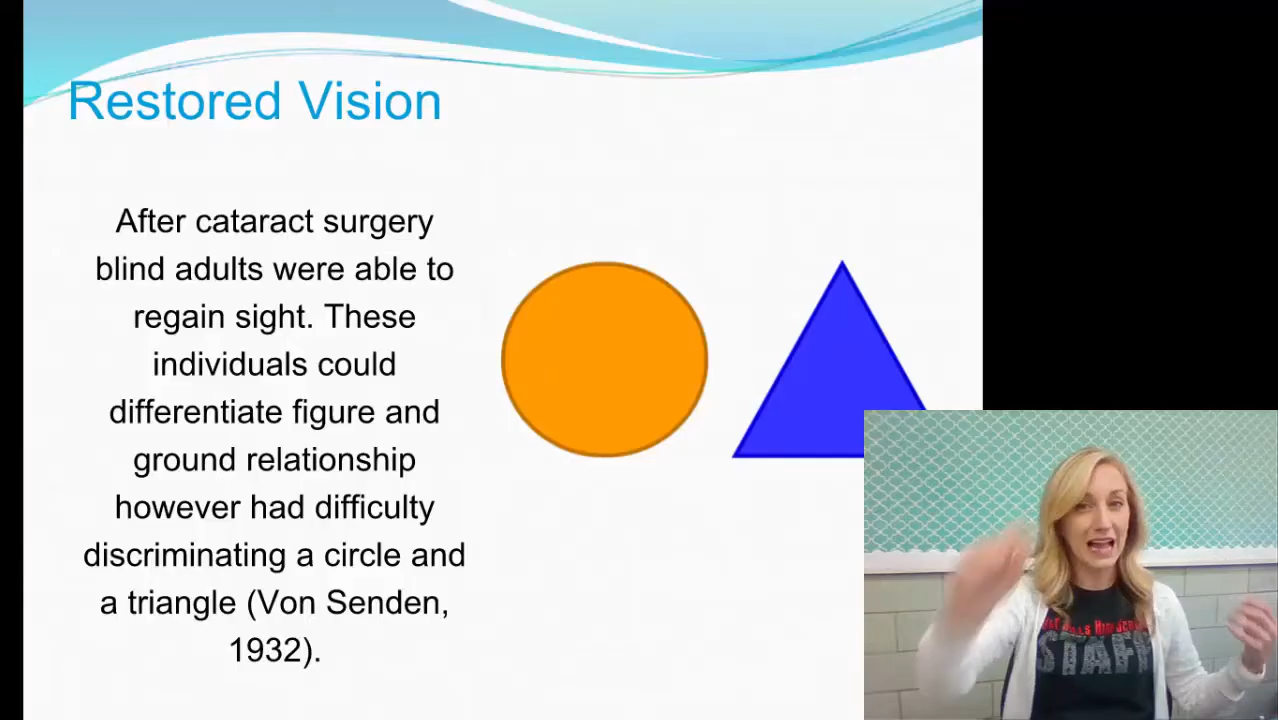 Restored Vision
After cataract surgery
blind adults were able to
regain sight. These
individuals could
differentiate figure and
ground relationship
however had difficulty
discriminating a circle and
a triangle (Von Senden,
1932).
STAFF